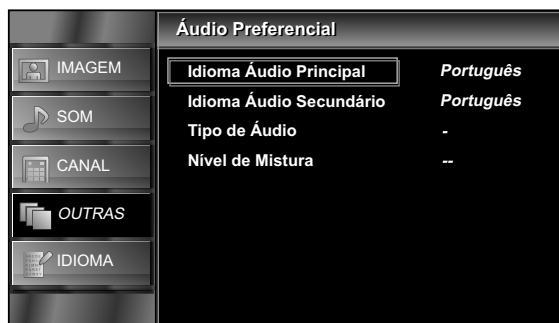 Áudio Preferencial
IMAGEM
SOM
CANAL
OUTRAS
IDIOMA
Idioma Áudio Principal Português
Idioma Áudio Secundário Português
Tipo de Áudio -
Nível de Mistura --